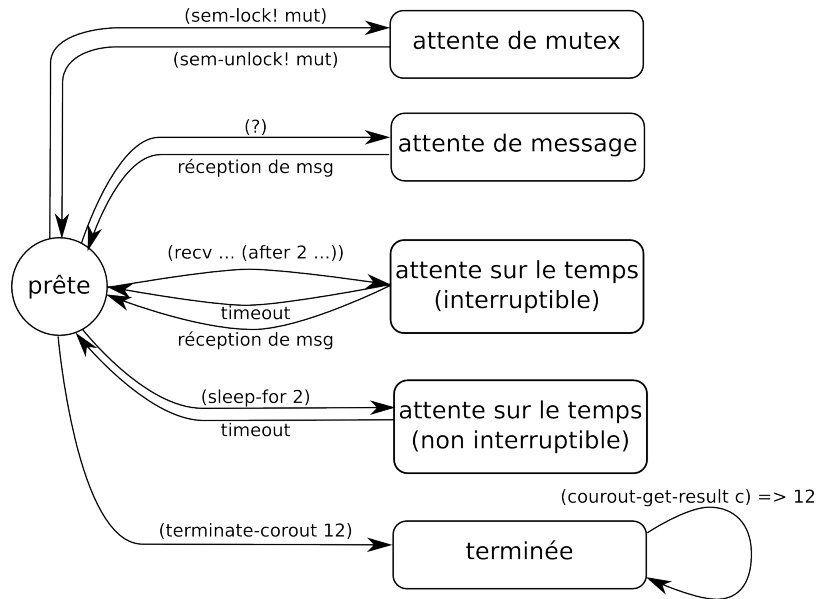 (sem-lock! mut)
attente de mutex
(sem-unlock! mut)
(?)
attente de message
réception de msg
(recv ... (after 2 ...))
attente sur le temps
(interruptible)
prête
timeout
réception de msg
(sleep-for 2)
attente sur le temps
(non interruptible)
timeout
(courout-get-result c) => 12
(terminate-corout 12)
terminée